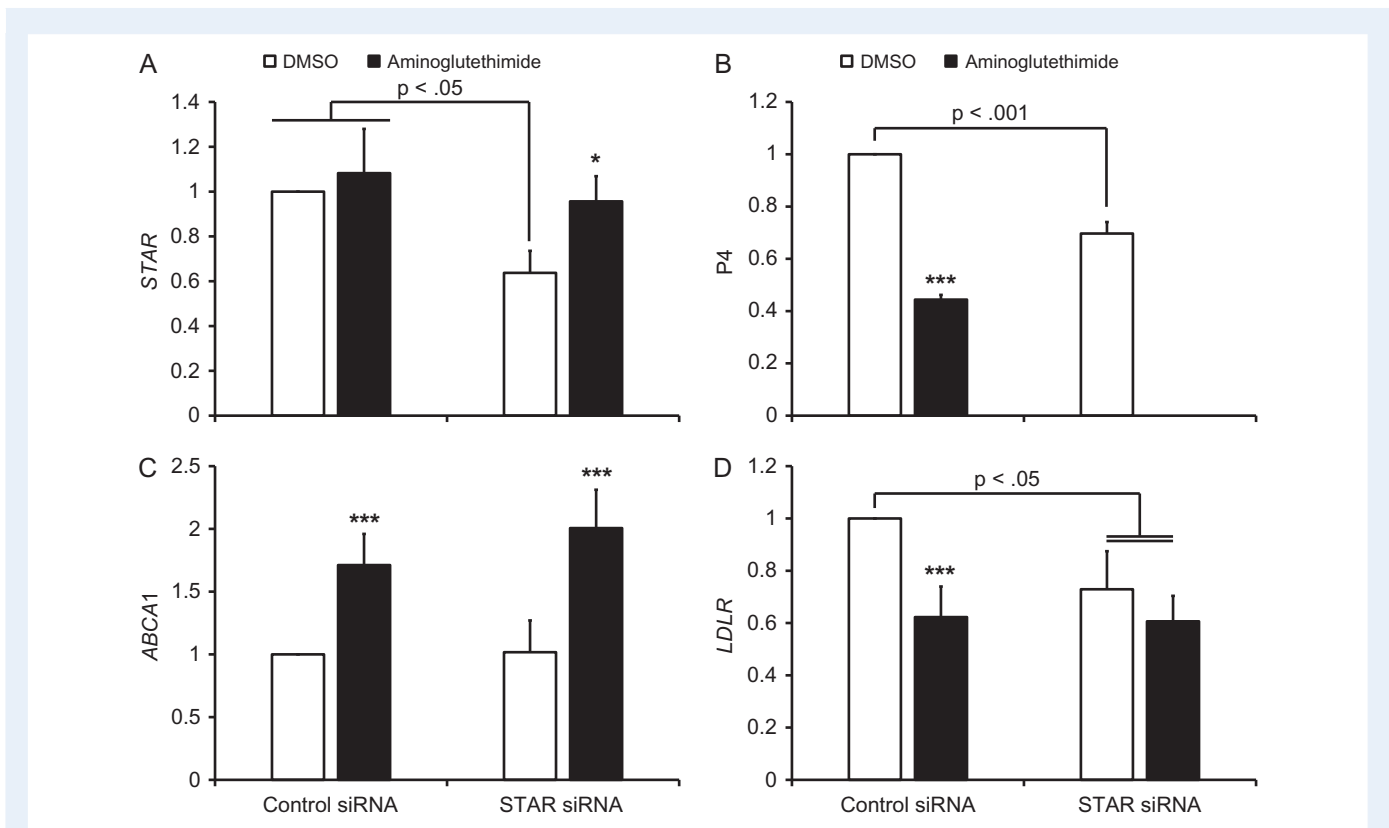 A
DMSO Aminoglutethimide
p < .05
1.4
1.2
1
0.8
0.6
0.4
0.2
0
STAR
*
B
DMSO Aminoglutethimide
p < .001
1.2
1
0.8
0.6
0.4
0.2
0
P4
***
C
2.5
2
1.5
1
0.5
0
ABCA1
***
***
Control siRNA STAR siRNA
D
p < .05
1.2
1
0.8
0.6
0.4
0.2
0
LDLR
***
Control siRNA STAR siRNA